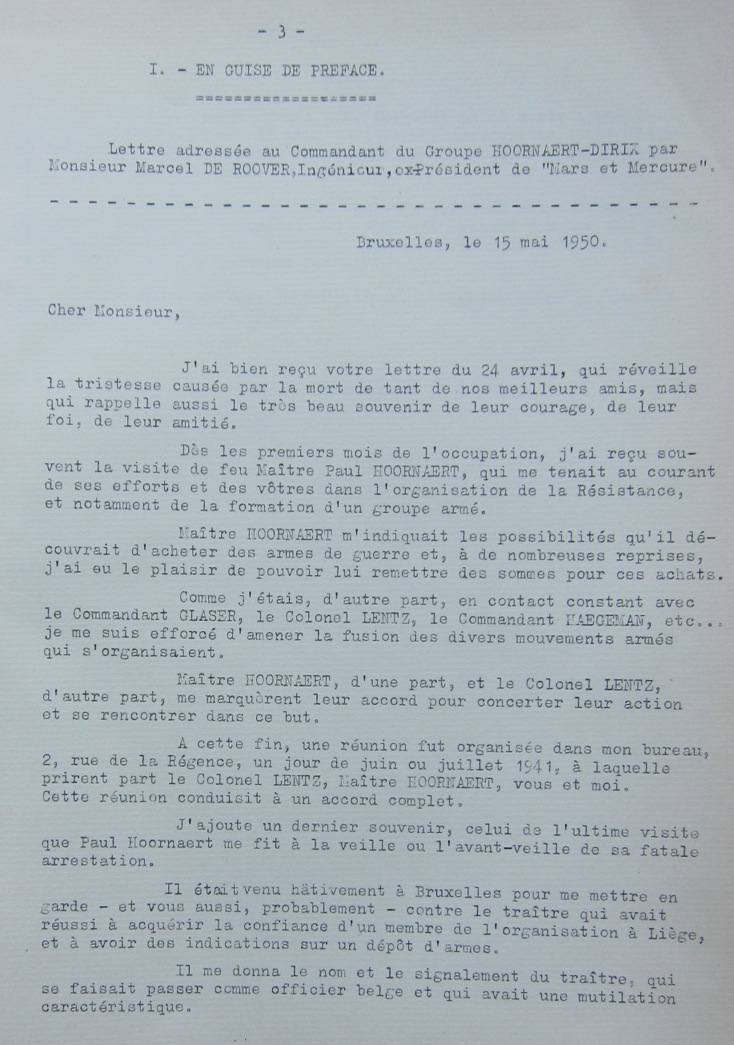 - 3 -
I. - EN GUISE DE PREFACE.
===================
Lettre adressée au Commandant du Groupe HOORNAERT-DIRIX par
Monsieur Marcel DE ROOVER,Ingénieur,ex-Président de "Mars et Mercure".
- - - - - - - - - - - - - - - - - - - - - - - - - - - - - - - - - - -
Bruxelles, le 15 mai 1950.
Cher Monsieur,
J'ai bien reçu votre lettre du 24 avril, qui réveille
la tristesse causée par la mort de tant de nos meilleurs amis, mais
qui rappelle aussi le très beau souvenir de leur courage, de leur
foi, de leur amitié.
Dès les premiers mois de l'occupation, j'ai reçu sou-
vent la visite de feu Maître Paul HOORNAERT, qui me tenait au courant
de ses efforts et des vôtres dans l'organisation de la Résistance,
et notamment de la formation d'un groupe armé.
Maître HOORNAERT m'indiquait les possibilités qu'il dé-
couvrait d'acheter des armes de guerre et, à de nombreuses reprises,
j'ai eu le plaisir de pouvoir lui remettre des sommes pour ces achats.
Comme j'étais, d'autre part, en contact constant avec
le Commandant GLASER, le Colonel LENTZ, le Commandant HAEGEMAN, etc...
je me suis efforcé d'amener la fusion des divers mouvements armés
qui s'organisaient.
Maître HOORNAERT, d'une part, et le Colonel LENTZ,
d'autre part, me marquèrent leur accord pour concerter leur action
et se rencontrer dans ce but.
A cette fin, une réunion fut organisée dans mon bureau,
2, rue de la Régence, un jour de juin ou juillet 1941, à laquelle
prirent part le Colonel LENTZ, Maître HOORNAERT, vous et moi.
Cette réunion conduisit à un accord complet.
J'ajoute un dernier souvenir, celui de l'ultime visite
que Paul Hoornaert me fit à la veille ou l'avant-veille de sa fatale
arrestation.
Il était venu hâtivement à Bruxelles pour me mettre en
garde - et vous aussi, probablement - contre le traître qui avait
réussi à acquérir la confiance d'un membre de l'organisation à Liège,
et à avoir des indications sur un dépôt d'armes.
Il me donna le nom et le signalement du traître, qui
se faisait passer comme officier belge et qui avait une mutilation
caractéristique.